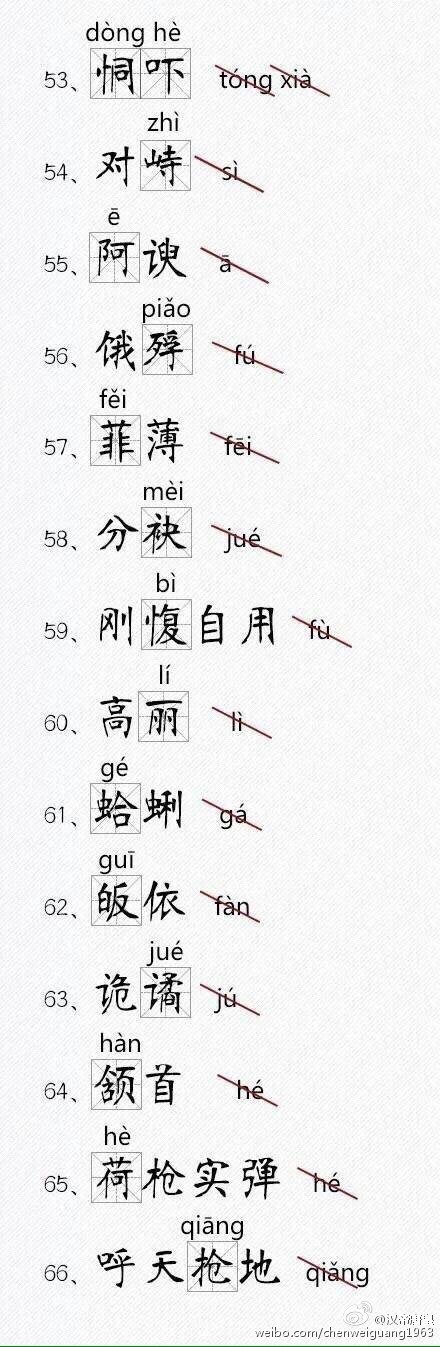 dòng hè
53、恫吓 tóng xià
zhì
54、对峙 sì
ē
55、阿谀 ā
piǎo
56、饿殍 fú
fěi
57、菲薄 fēi
mèi
58、分袂 jué
bì
59、刚愎自用 fù
lí
60、高丽 lì
gé
61、蛤蜊 gá
guī
62、皈依 fàn
jué
63、诡谲 jú
hàn
64、颔首 hé
hè
65、荷枪实弹 hé
qiāng
66、呼天抢地 qiǎng
weibo.com/chenweiguang1963